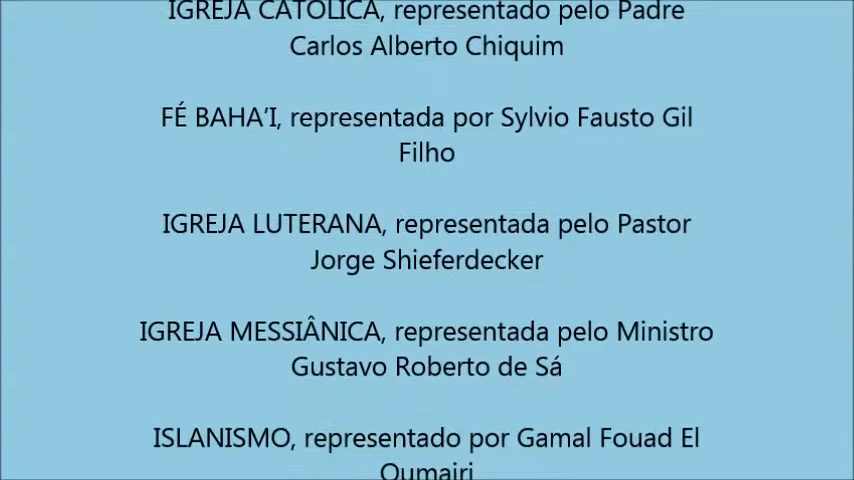 IGREJA CATÓLICA, representado pelo Padre
Carlos Alberto Chiquim
FÉ BAHA’I, representada por Sylvio Fausto Gil
Filho
IGREJA LUTERANA, representada pelo Pastor
Jorge Shieferdecker
IGREJA MESSIÂNICA, representada pelo Ministro
Gustavo Roberto de Sá
ISLANISMO, representado por Gamal Fouad El
Oumairi